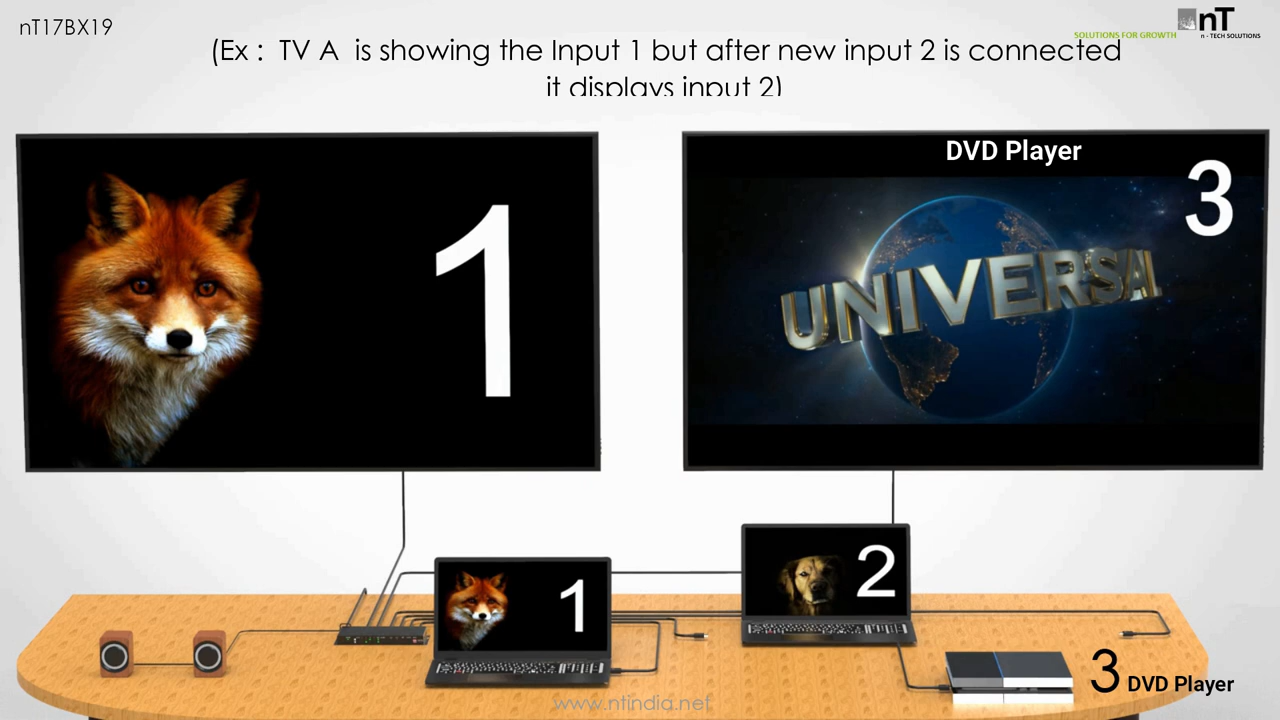 nT17BX19
nT
SOLUTIONS FOR GROWTH
n - TECH SOLUTIONS
(Ex : TV A is showing the Input 1 but after new input 2 is connected
it displays input 2)
1
DVD Player
3
UNIVERSAL
1
2
3 DVD Player
www.ntindia.net